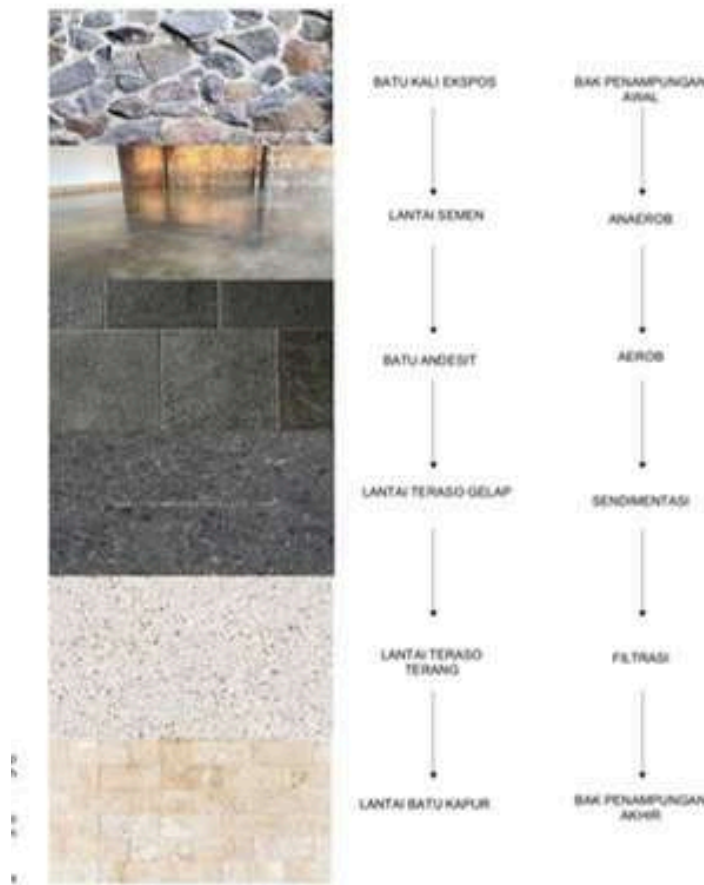 BATU KALI EKSPOS
BAK PENAMPUNGAN
AWAL
LANTAI SEMEN
ANAEROB
BATU ANDESIT
AEROB
LANTAI TERASO GELAP
SENDIMENTASI
LANTAI TERASO
TERANG
FILTRASI
LANTAI BATU KAPUR
BAK PENAMPUNGAN
AKHIR